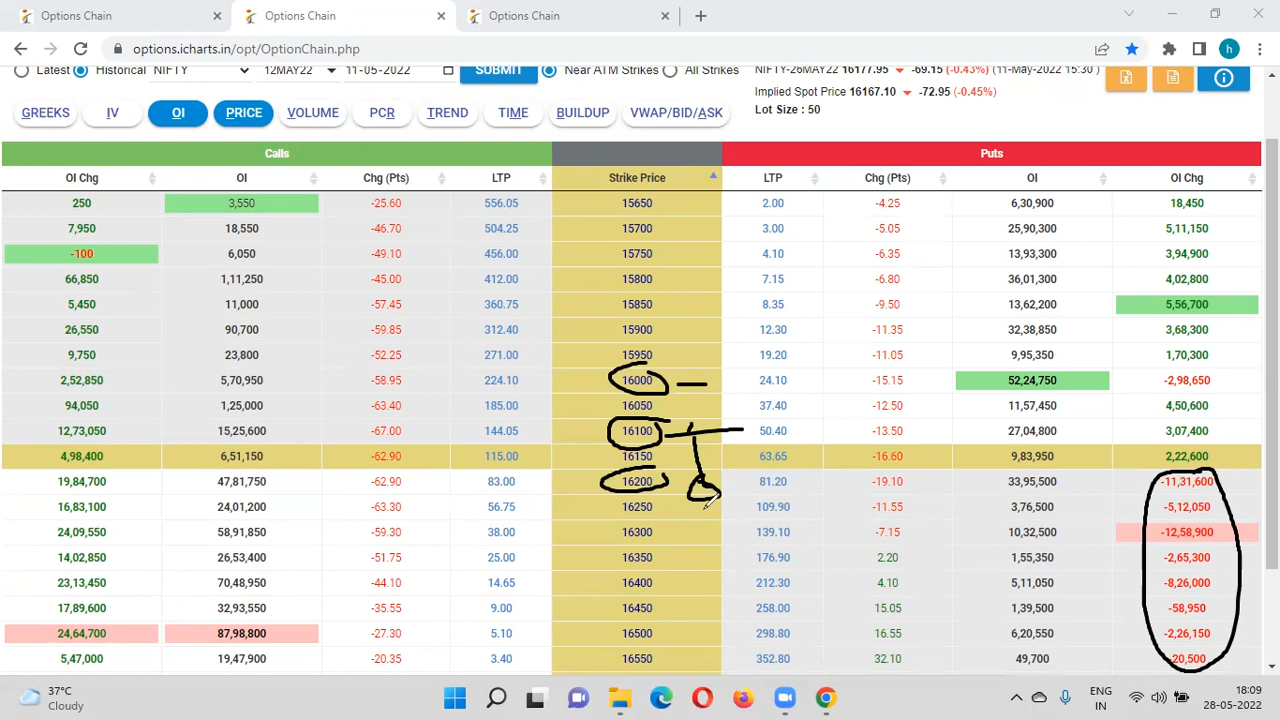 Options Chain × Options Chain × Options Chain × +
options.icharts.in/opt/OptionChain.php h
Latest Historical NIFTY 12MAY22 11-05-2022 SUBMIT Near ATM Strikes All Strikes NIFTY-26MAY22 16177.95 -69.15 (-0.43%) (11-May-2022 15:30)
Implied Spot Price 16167.10 -72.95 (-0.45%)
Lot Size : 50
GREEKS IV OI PRICE VOLUME PCR TREND TIME BUILDUP VWAP/BID/ASK
Calls Puts
OI Chg OI Chg (Pts) LTP Strike Price LTP Chg (Pts) OI OI Chg
250 3,550 -25.60 556.05 15650 2.00 -4.25 6,30,900 18,450
7,950 18,550 -46.70 504.25 15700 3.00 -5.05 25,90,300 5,11,150
-100 6,050 -49.10 456.00 15750 4.10 -6.35 13,93,300 3,94,900
66,850 1,11,250 -45.00 412.00 15800 7.15 -6.80 36,01,300 4,02,800
5,450 11,000 -57.45 360.75 15850 8.35 -9.50 13,62,200 5,56,700
26,550 90,700 -59.85 312.40 15900 12.30 -11.35 32,38,850 3,68,300
9,750 23,800 -52.25 271.00 15950 19.20 -11.05 9,95,350 1,70,300
2,52,850 5,70,950 -58.95 224.10 16000 24.10 -15.15 52,24,750 -2,98,650
94,050 1,25,000 -63.40 185.00 16050 37.40 -12.50 11,57,450 4,50,600
12,73,050 15,25,600 -67.00 144.05 16100 50.40 -13.50 27,04,800 3,07,400
4,98,400 6,51,150 -62.90 115.00 16150 63.65 -16.60 9,83,950 2,22,600
19,84,700 47,81,750 -62.90 83.00 16200 81.20 -19.10 33,95,500 -11,31,600
16,83,100 24,01,200 -63.30 56.75 16250 109.90 -11.55 3,76,500 -5,12,050
24,09,550 58,91,850 -59.30 38.00 16300 139.10 -7.15 10,32,500 -12,58,900
14,02,850 26,53,400 -51.75 25.00 16350 176.90 2.20 1,55,350 -2,65,300
23,13,450 70,48,950 -44.10 14.65 16400 212.30 4.10 5,11,050 -8,26,000
17,89,600 32,93,550 -35.55 9.00 16450 258.00 15.05 1,39,500 -58,950
24,64,700 87,98,800 -27.30 5.10 16500 298.80 16.55 6,20,550 -2,26,150
5,47,000 19,47,900 -20.35 3.40 16550 352.80 32.10 49,700 -20,500
37°C
Cloudy
ENG
IN
18:09
28-05-2022